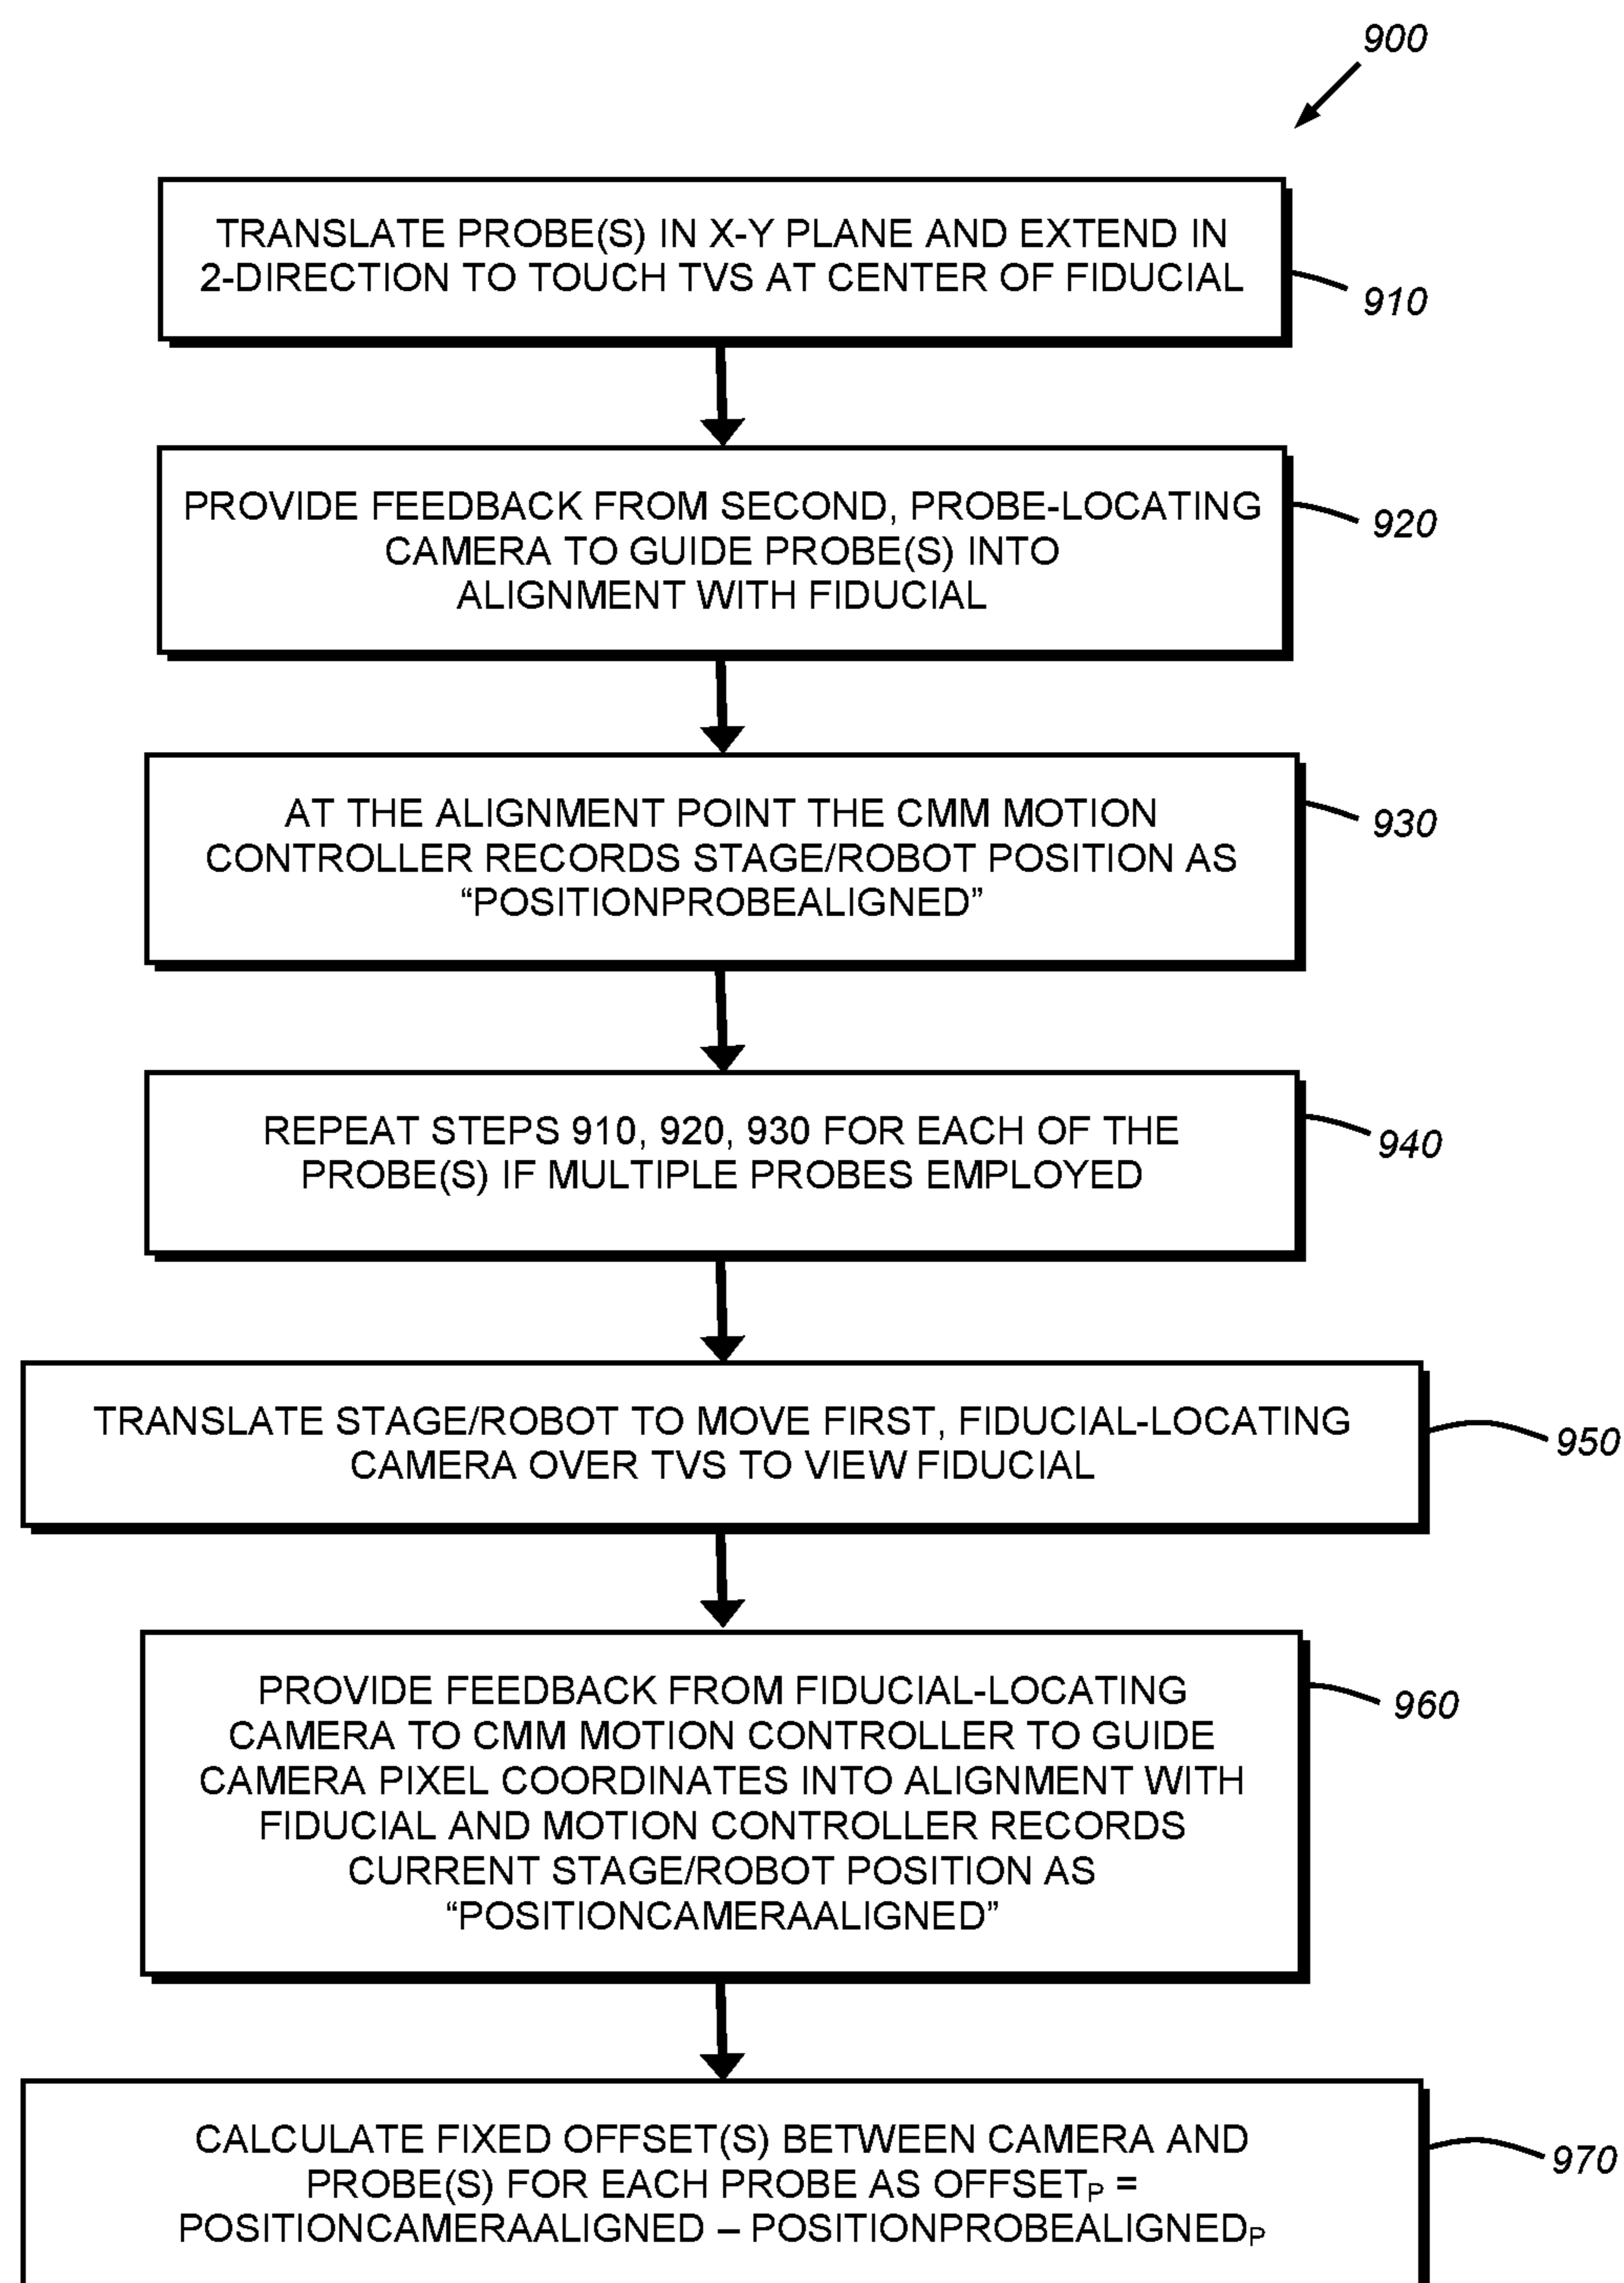 900
TRANSLATE PROBE(S) IN X-Y PLANE AND EXTEND IN
2-DIRECTION TO TOUCH TVS AT CENTER OF FIDUCIAL
910
PROVIDE FEEDBACK FROM SECOND, PROBE-LOCATING
CAMERA TO GUIDE PROBE(S) INTO
ALIGNMENT WITH FIDUCIAL
920
AT THE ALIGNMENT POINT THE CMM MOTION
CONTROLLER RECORDS STAGE/ROBOT POSITION AS
“POSITIONPROBEALIGNED”
930
REPEAT STEPS 910, 920, 930 FOR EACH OF THE
PROBE(S) IF MULTIPLE PROBES EMPLOYED
940
TRANSLATE STAGE/ROBOT TO MOVE FIRST, FIDUCIAL-LOCATING
CAMERA OVER TVS TO VIEW FIDUCIAL
950
PROVIDE FEEDBACK FROM FIDUCIAL-LOCATING
CAMERA TO CMM MOTION CONTROLLER TO GUIDE
CAMERA PIXEL COORDINATES INTO ALIGNMENT WITH
FIDUCIAL AND MOTION CONTROLLER RECORDS
CURRENT STAGE/ROBOT POSITION AS
“POSITIONCAMERAALIGNED”
960
CALCULATE FIXED OFFSET(S) BETWEEN CAMERA AND
PROBE(S) FOR EACH PROBE AS OFFSETP =
POSITIONCAMERAALIGNED – POSITIONPROBEALIGNEDP
970